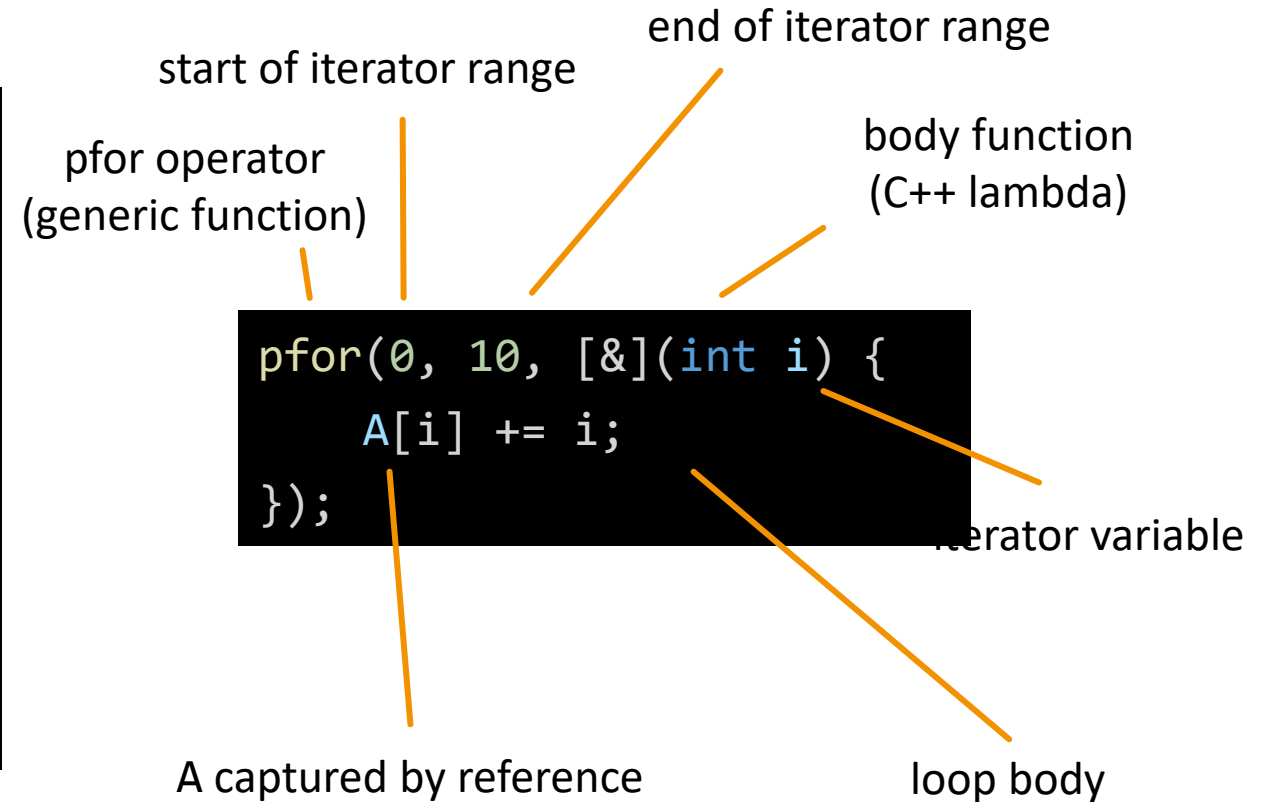 end of iterator range
start of iterator range
body function
(C++ lambda)
pfor operator
(generic function)
pfor(0, 10, [&](int i) {
A[i] += i;
});
iterator variable
A captured by reference
loop body